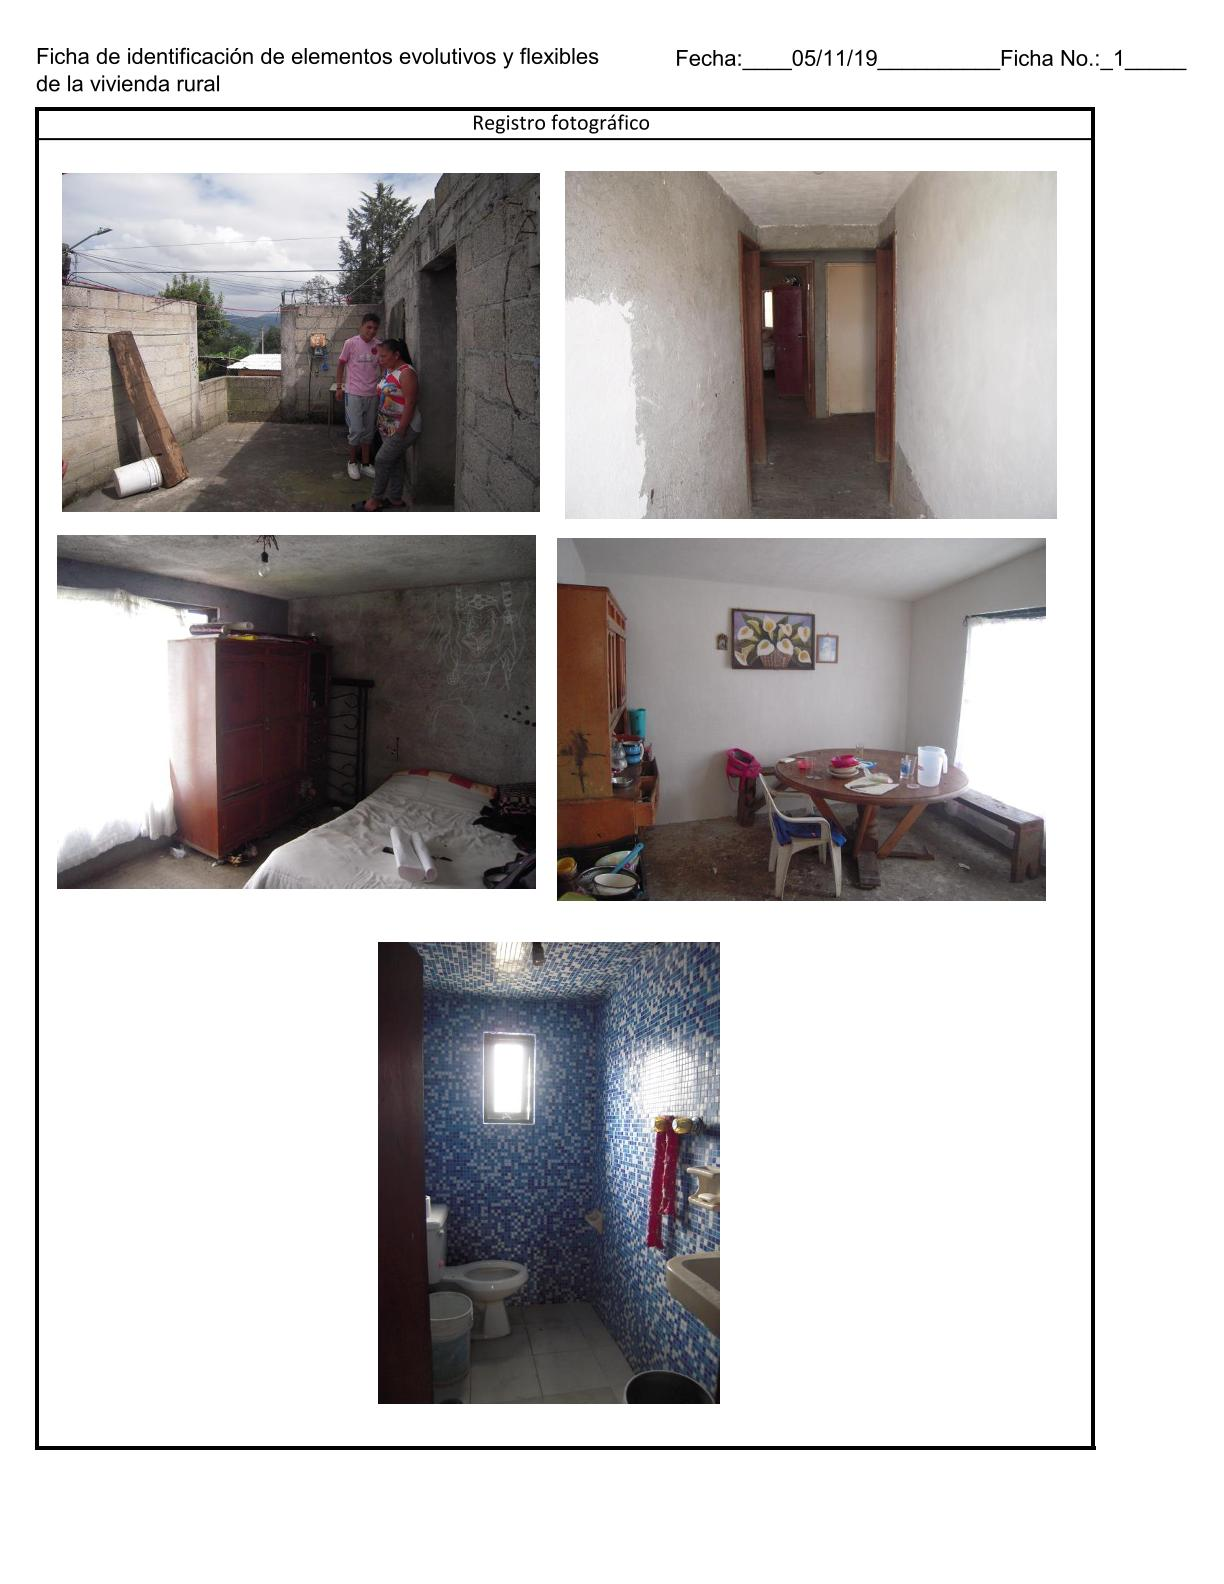 Ficha de identificación de elementos evolutivos y flexibles
de la vivienda rural
Fecha:____05/11/19__________Ficha No.:_1_____
Registro fotográfico